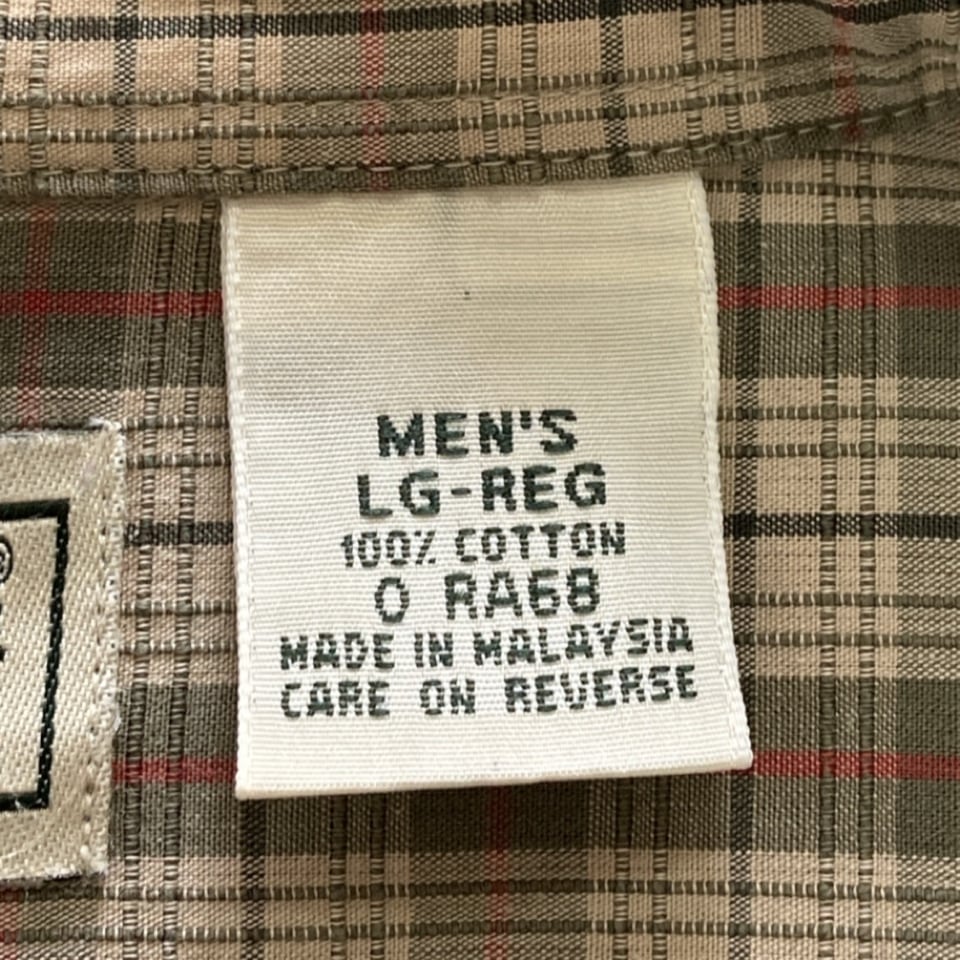 MEN'S
LG-REG
100% COTTON
0 RA68
MADE IN MALAYSIA
CARE ON REVERSE
®